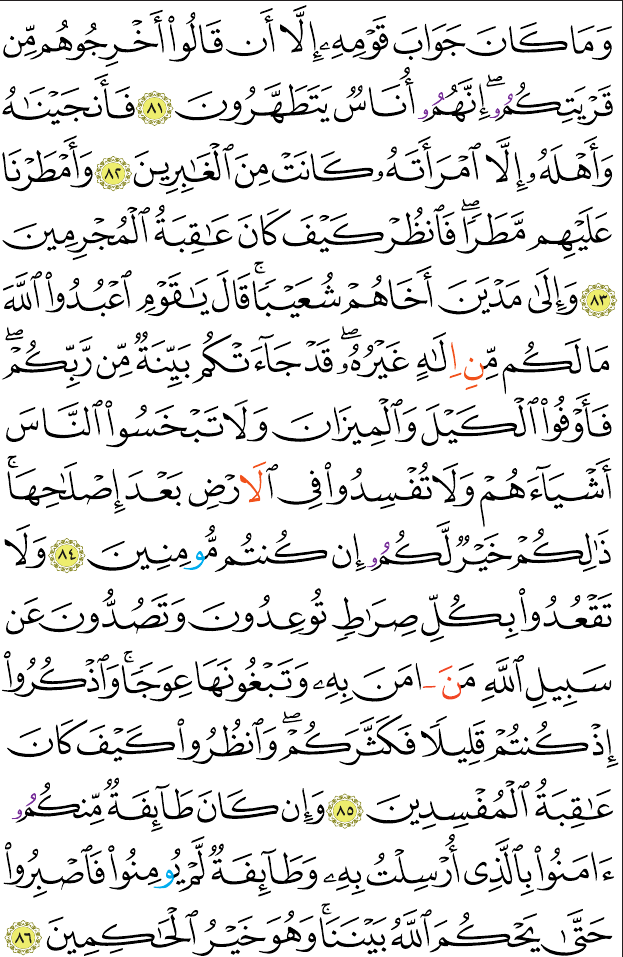 وَمَا كَانَ جَوَابَ قَوْمِهِۦٓ إِلَّآ أَن قَالُوٓاْ أَخۡرِجُوهُم مِّن
قَرۡيَتِكُمُۥٓۖ إِنَّهُمُۥٓ أُنَاسٞ يَتَطَهَّرُونَ ٨١ فَأَنجَيۡنَٰهُ
وَأَهۡلَهُۥٓ إِلَّا ٱمۡرَأَتَهُۥ كَانَتۡ مِنَ ٱلۡغَٰبِرِينَ ٨٢ وَأَمۡطَرۡنَا
عَلَيۡهِم مَّطَرٗاۖ فَٱنظُرۡ كَيۡفَ كَانَ عَٰقِبَةُ ٱلۡمُجۡرِمِينَ
٨٣ وَإِلَىٰ مَدۡيَنَ أَخَاهُمۡ شُعَيۡبٗاۚ قَالَ يَٰقَوۡمِ ٱعۡبُدُواْ ٱللَّهَ
مَا لَكُم مِّنِ اِلَٰهٍ غَيۡرُهُۥۖ قَدۡ جَآءَتۡكُم بَيِّنَةٞ مِّن رَّبِّكُمۡۖ
فَأَوۡفُواْ ٱلۡكَيۡلَ وَٱلۡمِيزَانَ وَلَا تَبۡخَسُواْ ٱلنَّاسَ
أَشۡيَآءَهُمۡ وَلَا تُفۡسِدُواْ فِي ٱلَارۡضِ بَعۡدَ إِصۡلَٰحِهَاۚ
ذَٰلِكُمۡ خَيۡرٞ لَّكُمُۥٓ إِن كُنتُم مُّومِنِينَ ٨٤ وَلَا
تَقۡعُدُواْ بِكُلِّ صِرَٰطٖ تُوعِدُونَ وَتَصُدُّونَ عَن
سَبِيلِ ٱللَّهِ مَنَ ـ امَنَ بِهِۦ وَتَبۡغُونَهَا عِوَجٗاۚ وَٱذۡكُرُوٓاْ
إِذۡ كُنتُمۡ قَلِيلٗا فَكَثَّرَكُمۡۖ وَٱنظُرُواْ كَيۡفَ كَانَ
عَٰقِبَةُ ٱلۡمُفۡسِدِينَ ٨٥ وَإِن كَانَ طَآئِفَةٞ مِّنكُمُۥٓ
ءَامَنُواْ بِٱلَّذِيٓ أُرۡسِلۡتُ بِهِۦ وَطَآئِفَةٞ لَّمۡ يُومِنُواْ فَٱصۡبِرُواْ
حَتَّىٰ يَحۡكُمَ ٱللَّهُ بَيۡنَنَاۚ وَهُوَ خَيۡرُ ٱلۡحَٰكِمِينَ ٨٦